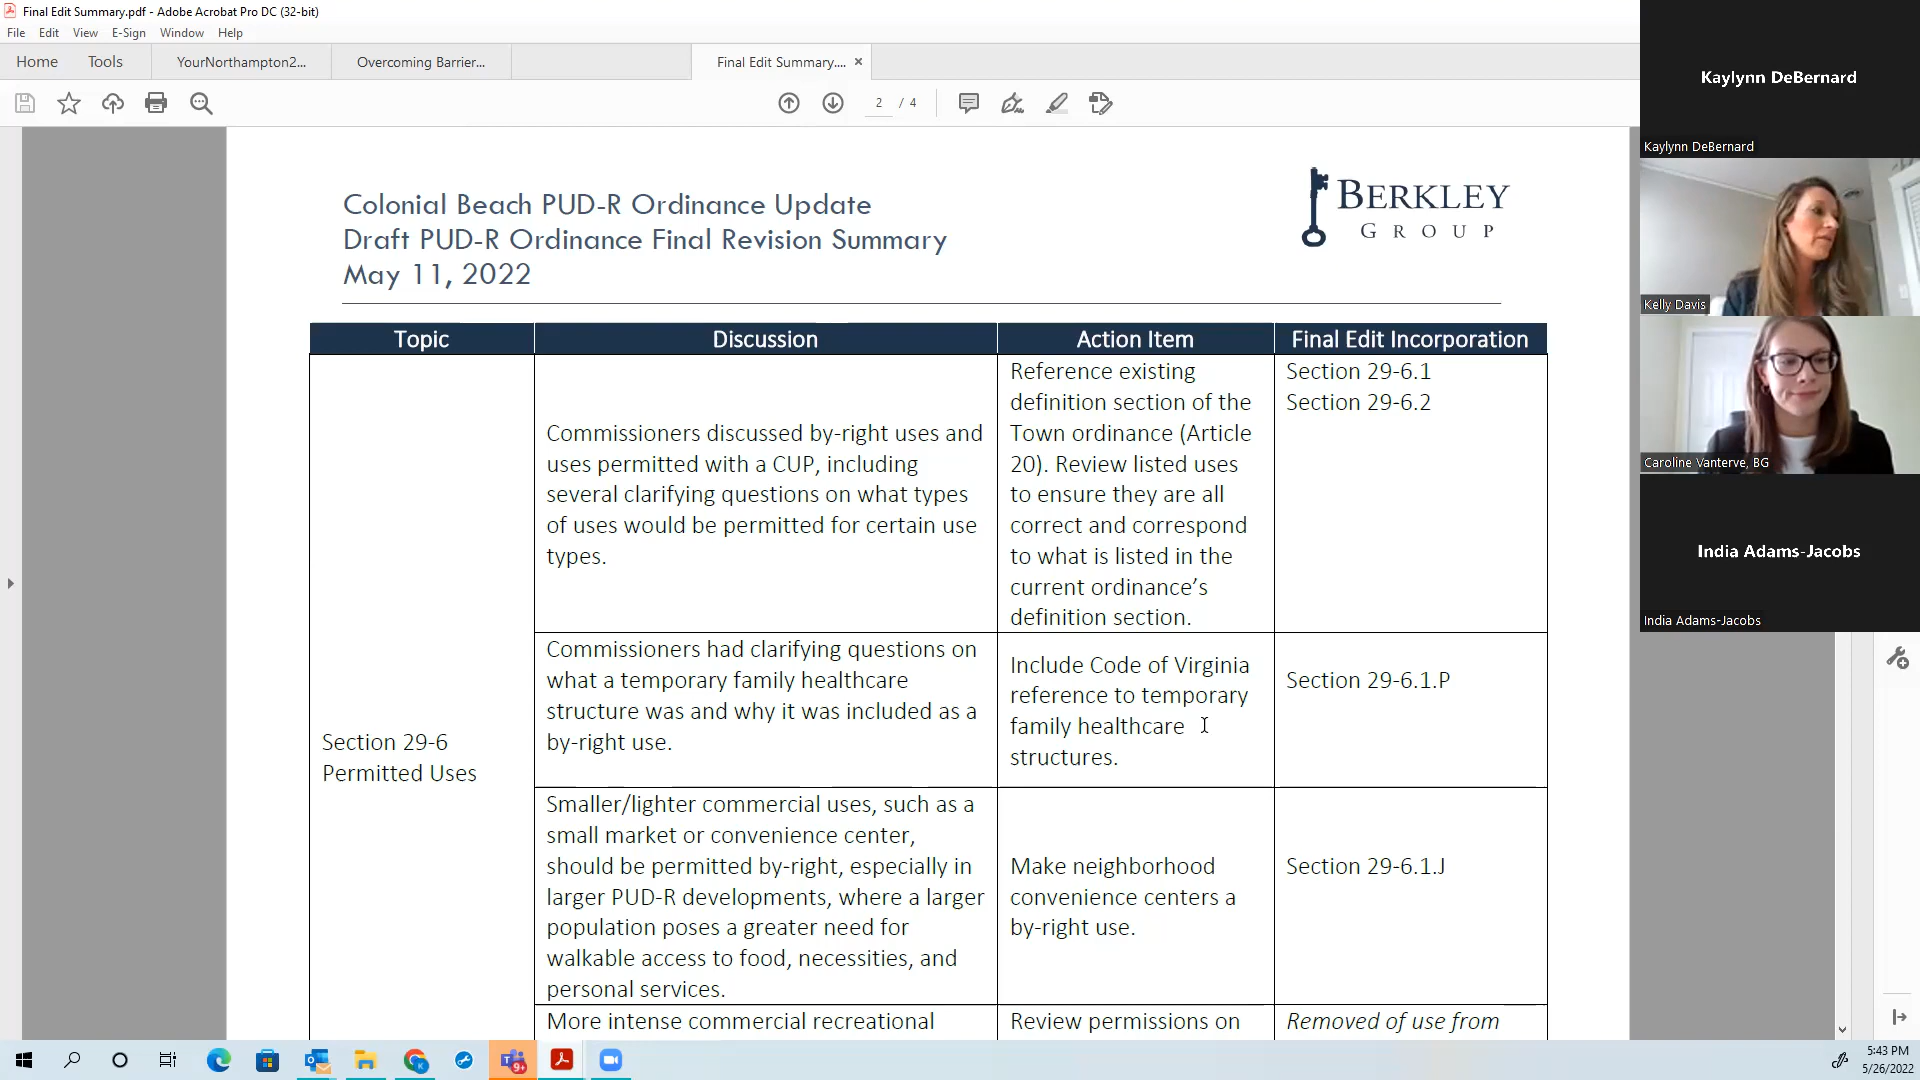 Final Edit Summary.pdf - Adobe Acrobat Pro DC (32-bit)
File Edit View E-Sign Window Help
Home Tools YourNorthampton2... Overcoming Barrier... Final Edit Summary....
2 / 4
Colonial Beach PUD-R Ordinance Update
Draft PUD-R Ordinance Final Revision Summary
May 11, 2022
BERKLEY
GROUP
Topic Discussion Action Item Final Edit Incorporation
Section 29-6
Permitted Uses
Commissioners discussed by-right uses and
uses permitted with a CUP, including
several clarifying questions on what types
of uses would be permitted for certain use
types.
Reference existing
definition section of the
Town ordinance (Article
20). Review listed uses
to ensure they are all
correct and correspond
to what is listed in the
current ordinance’s
definition section.
Section 29-6.1
Section 29-6.2
Commissioners had clarifying questions on
what a temporary family healthcare
structure was and why it was included as a
by-right use.
Include Code of Virginia
reference to temporary
family healthcare
structures.
Section 29-6.1.P
Smaller/lighter commercial uses, such as a
small market or convenience center,
should be permitted by-right, especially in
larger PUD-R developments, where a larger
population poses a greater need for
walkable access to food, necessities, and
personal services.
Make neighborhood
convenience centers a
by-right use.
Section 29-6.1.J
More intense commercial recreational
Review permissions on
Removed of use from
Kaylynn DeBernard
Kaylynn DeBernard
Kelly Davis
Caroline Vanterve, BG
India Adams-Jacobs
India Adams-Jacobs
9+
5:43 PM
5/26/2022